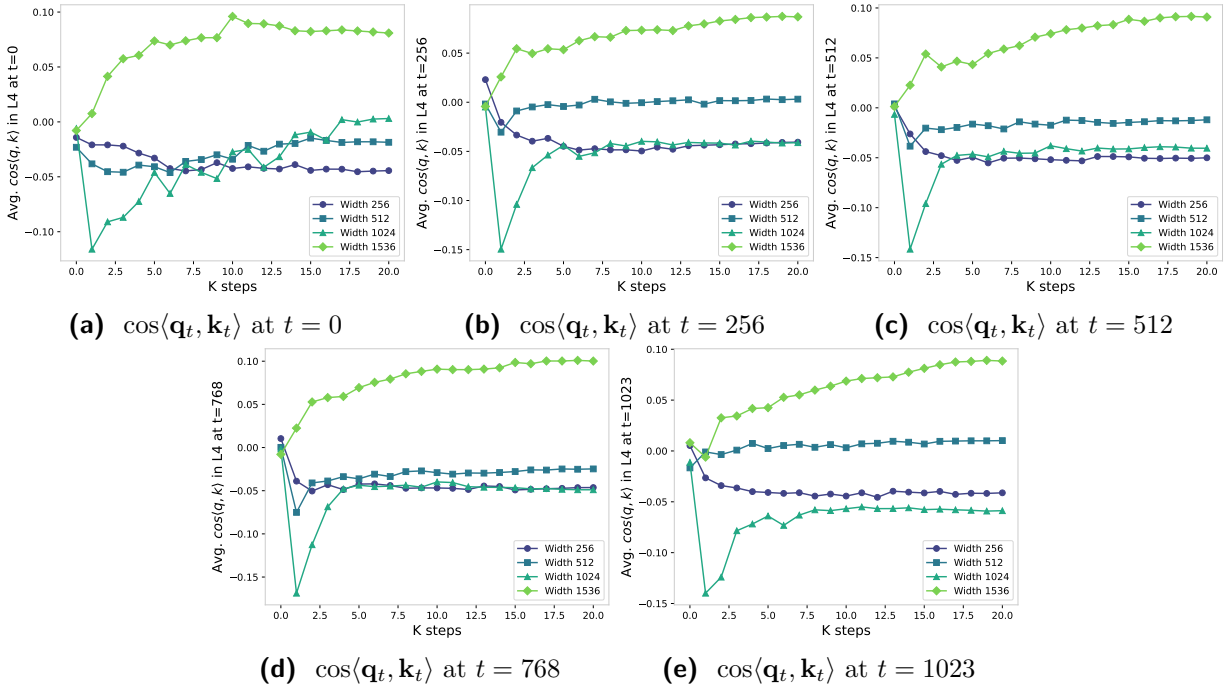 Avg. cos⟨q, k⟩ in L4 at t=0
0.10
0.05
0.00
−0.05
−0.10
0.0 2.5 5.0 7.5 10.0 12.5 15.0 17.5 20.0
K steps
Width 256
Width 512
Width 1024
Width 1536
(a) cos⟨q_t, k_t⟩ at t = 0
Avg. cos⟨q, k⟩ in L4 at t=256
0.05
0.00
−0.05
−0.10
−0.15
0.0 2.5 5.0 7.5 10.0 12.5 15.0 17.5 20.0
K steps
Width 256
Width 512
Width 1024
Width 1536
(b) cos⟨q_t, k_t⟩ at t = 256
Avg. cos⟨q, k⟩ in L4 at t=512
0.10
0.05
0.00
−0.05
−0.10
−0.15
0.0 2.5 5.0 7.5 10.0 12.5 15.0 17.5 20.0
K steps
Width 256
Width 512
Width 1024
Width 1536
(c) cos⟨q_t, k_t⟩ at t = 512
Avg. cos⟨q, k⟩ in L4 at t=768
0.10
0.05
0.00
−0.05
−0.10
−0.15
0.0 2.5 5.0 7.5 10.0 12.5 15.0 17.5 20.0
K steps
Width 256
Width 512
Width 1024
Width 1536
(d) cos⟨q_t, k_t⟩ at t = 768
Avg. cos⟨q, k⟩ in L4 at t=1023
0.10
0.05
0.00
−0.05
−0.10
−0.15
0.0 2.5 5.0 7.5 10.0 12.5 15.0 17.5 20.0
K steps
Width 256
Width 512
Width 1024
Width 1536
(e) cos⟨q_t, k_t⟩ at t = 1023